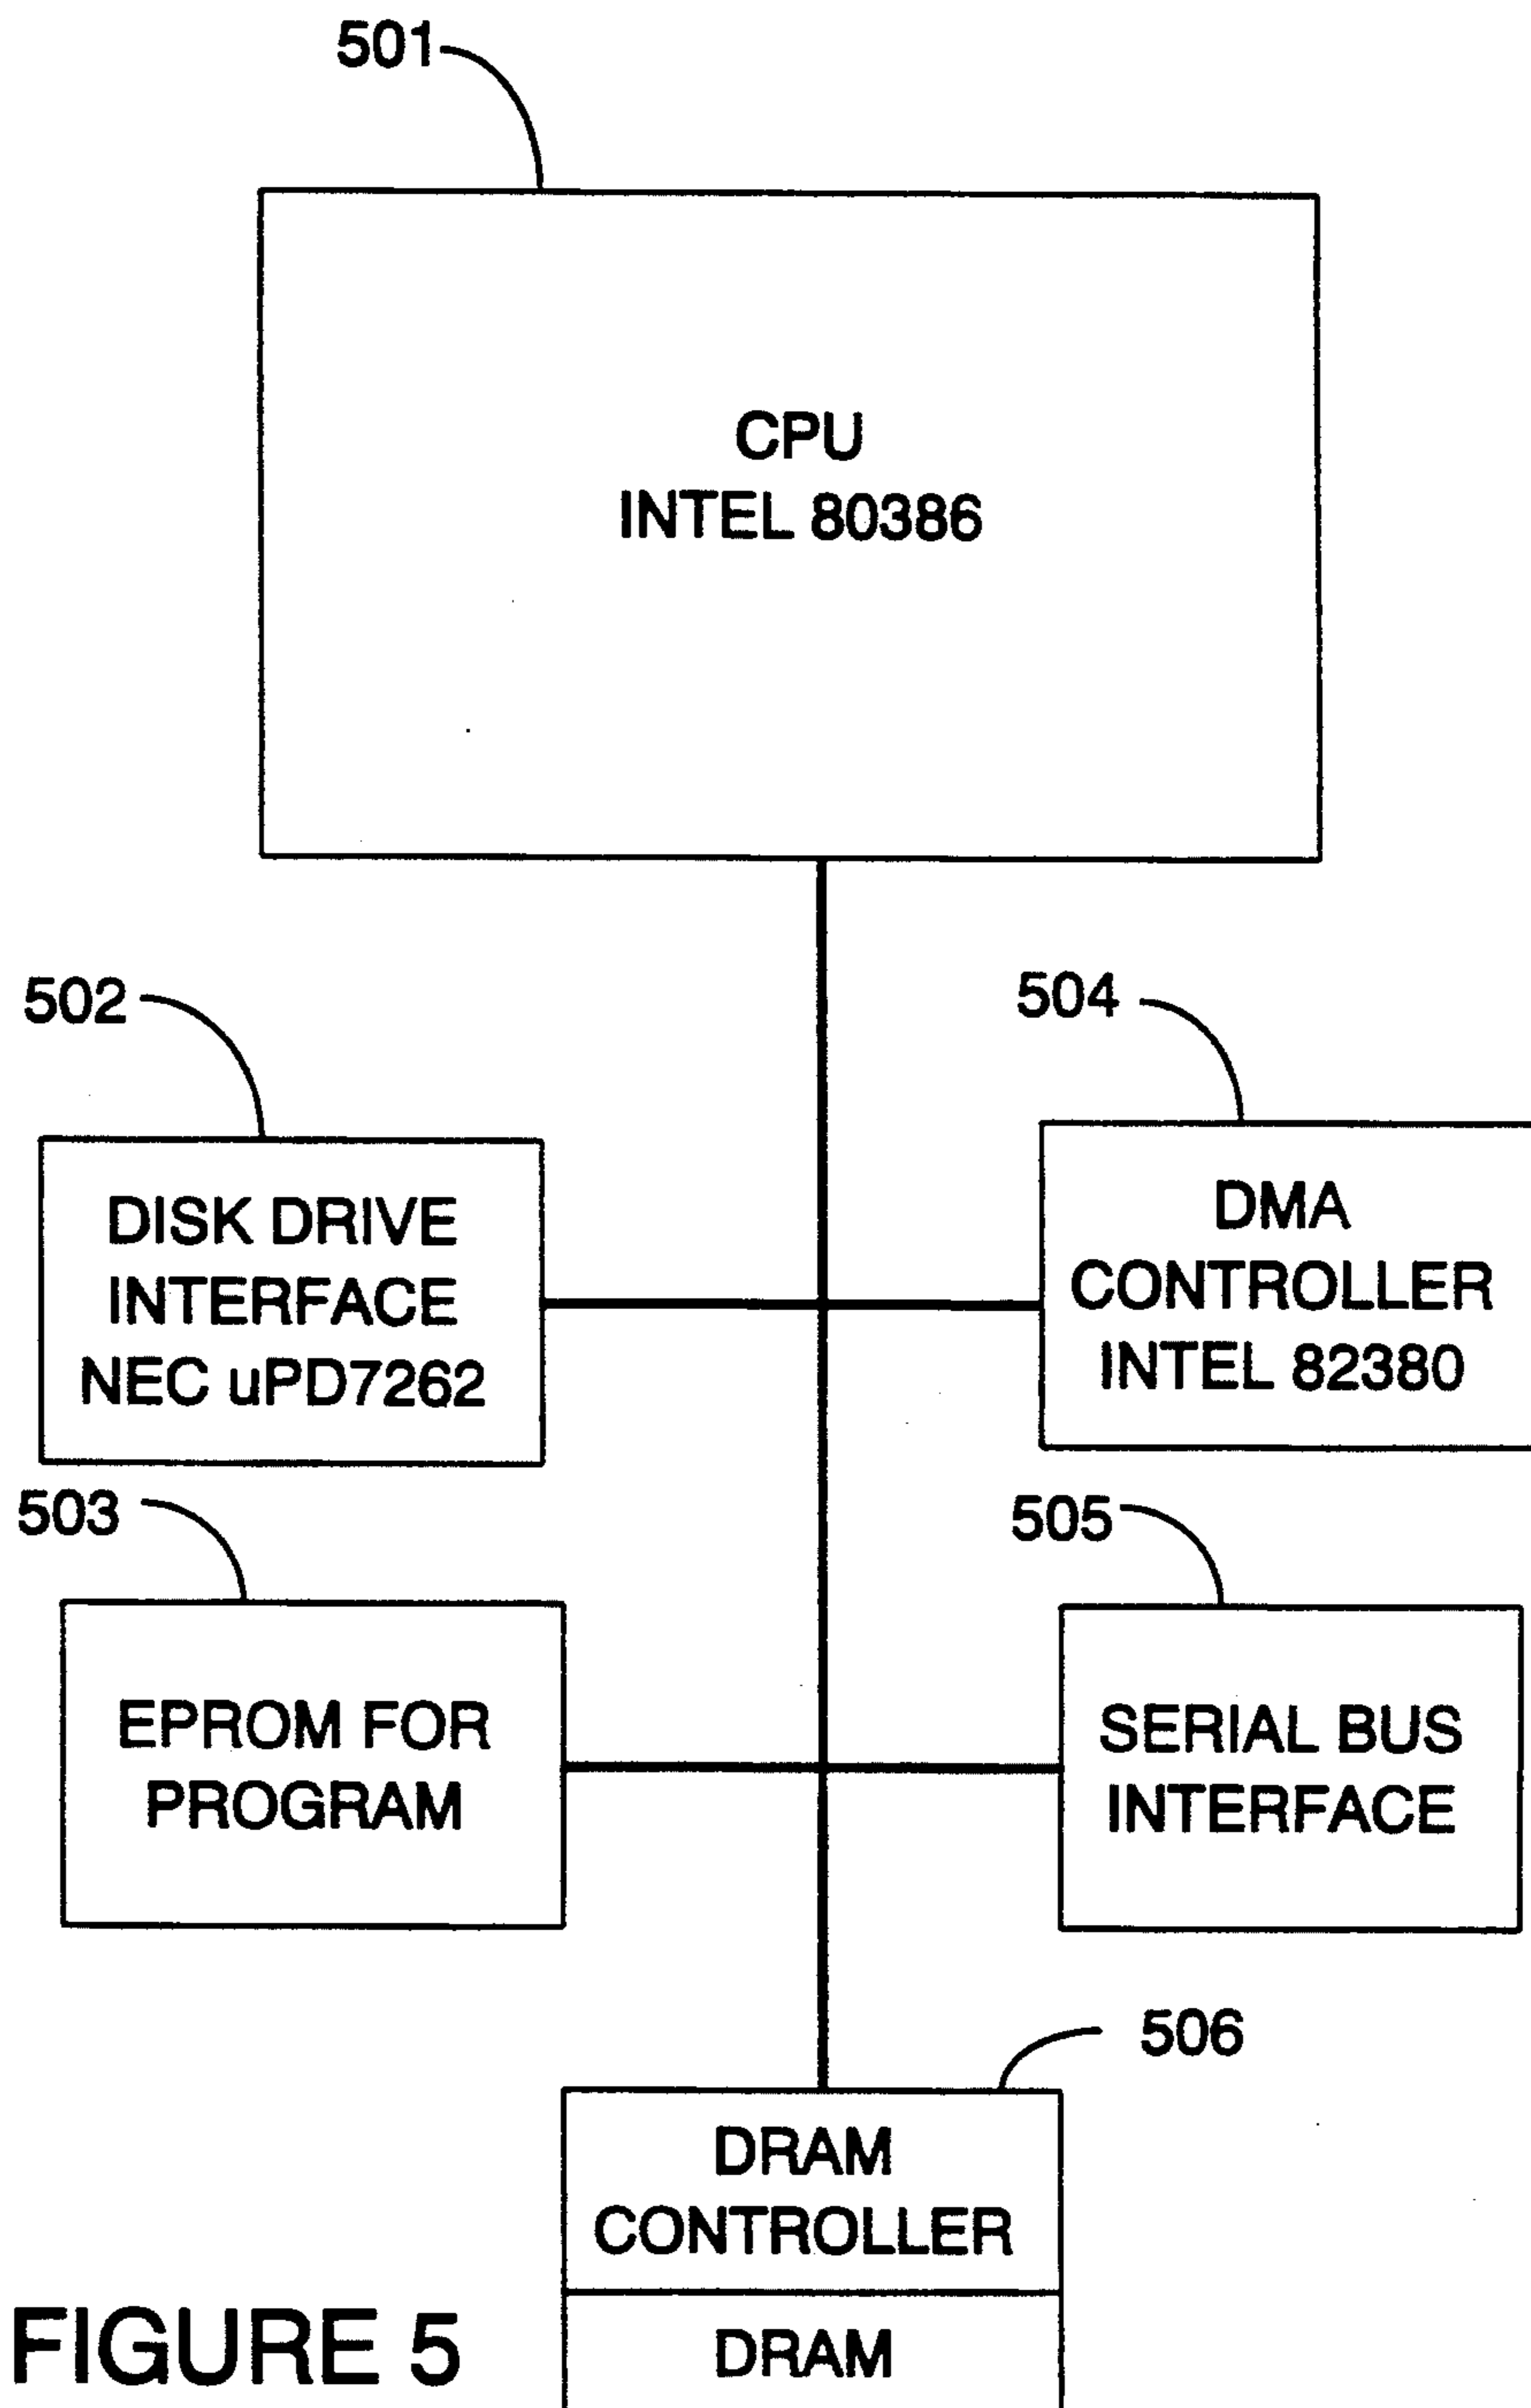 501
CPU
INTEL 80386
502
504
DISK DRIVE
INTERFACE
NEC uPD7262
DMA
CONTROLLER
INTEL 82380
503
505
EPROM FOR
PROGRAM
SERIAL BUS
INTERFACE
506
DRAM
CONTROLLER
DRAM
FIGURE 5